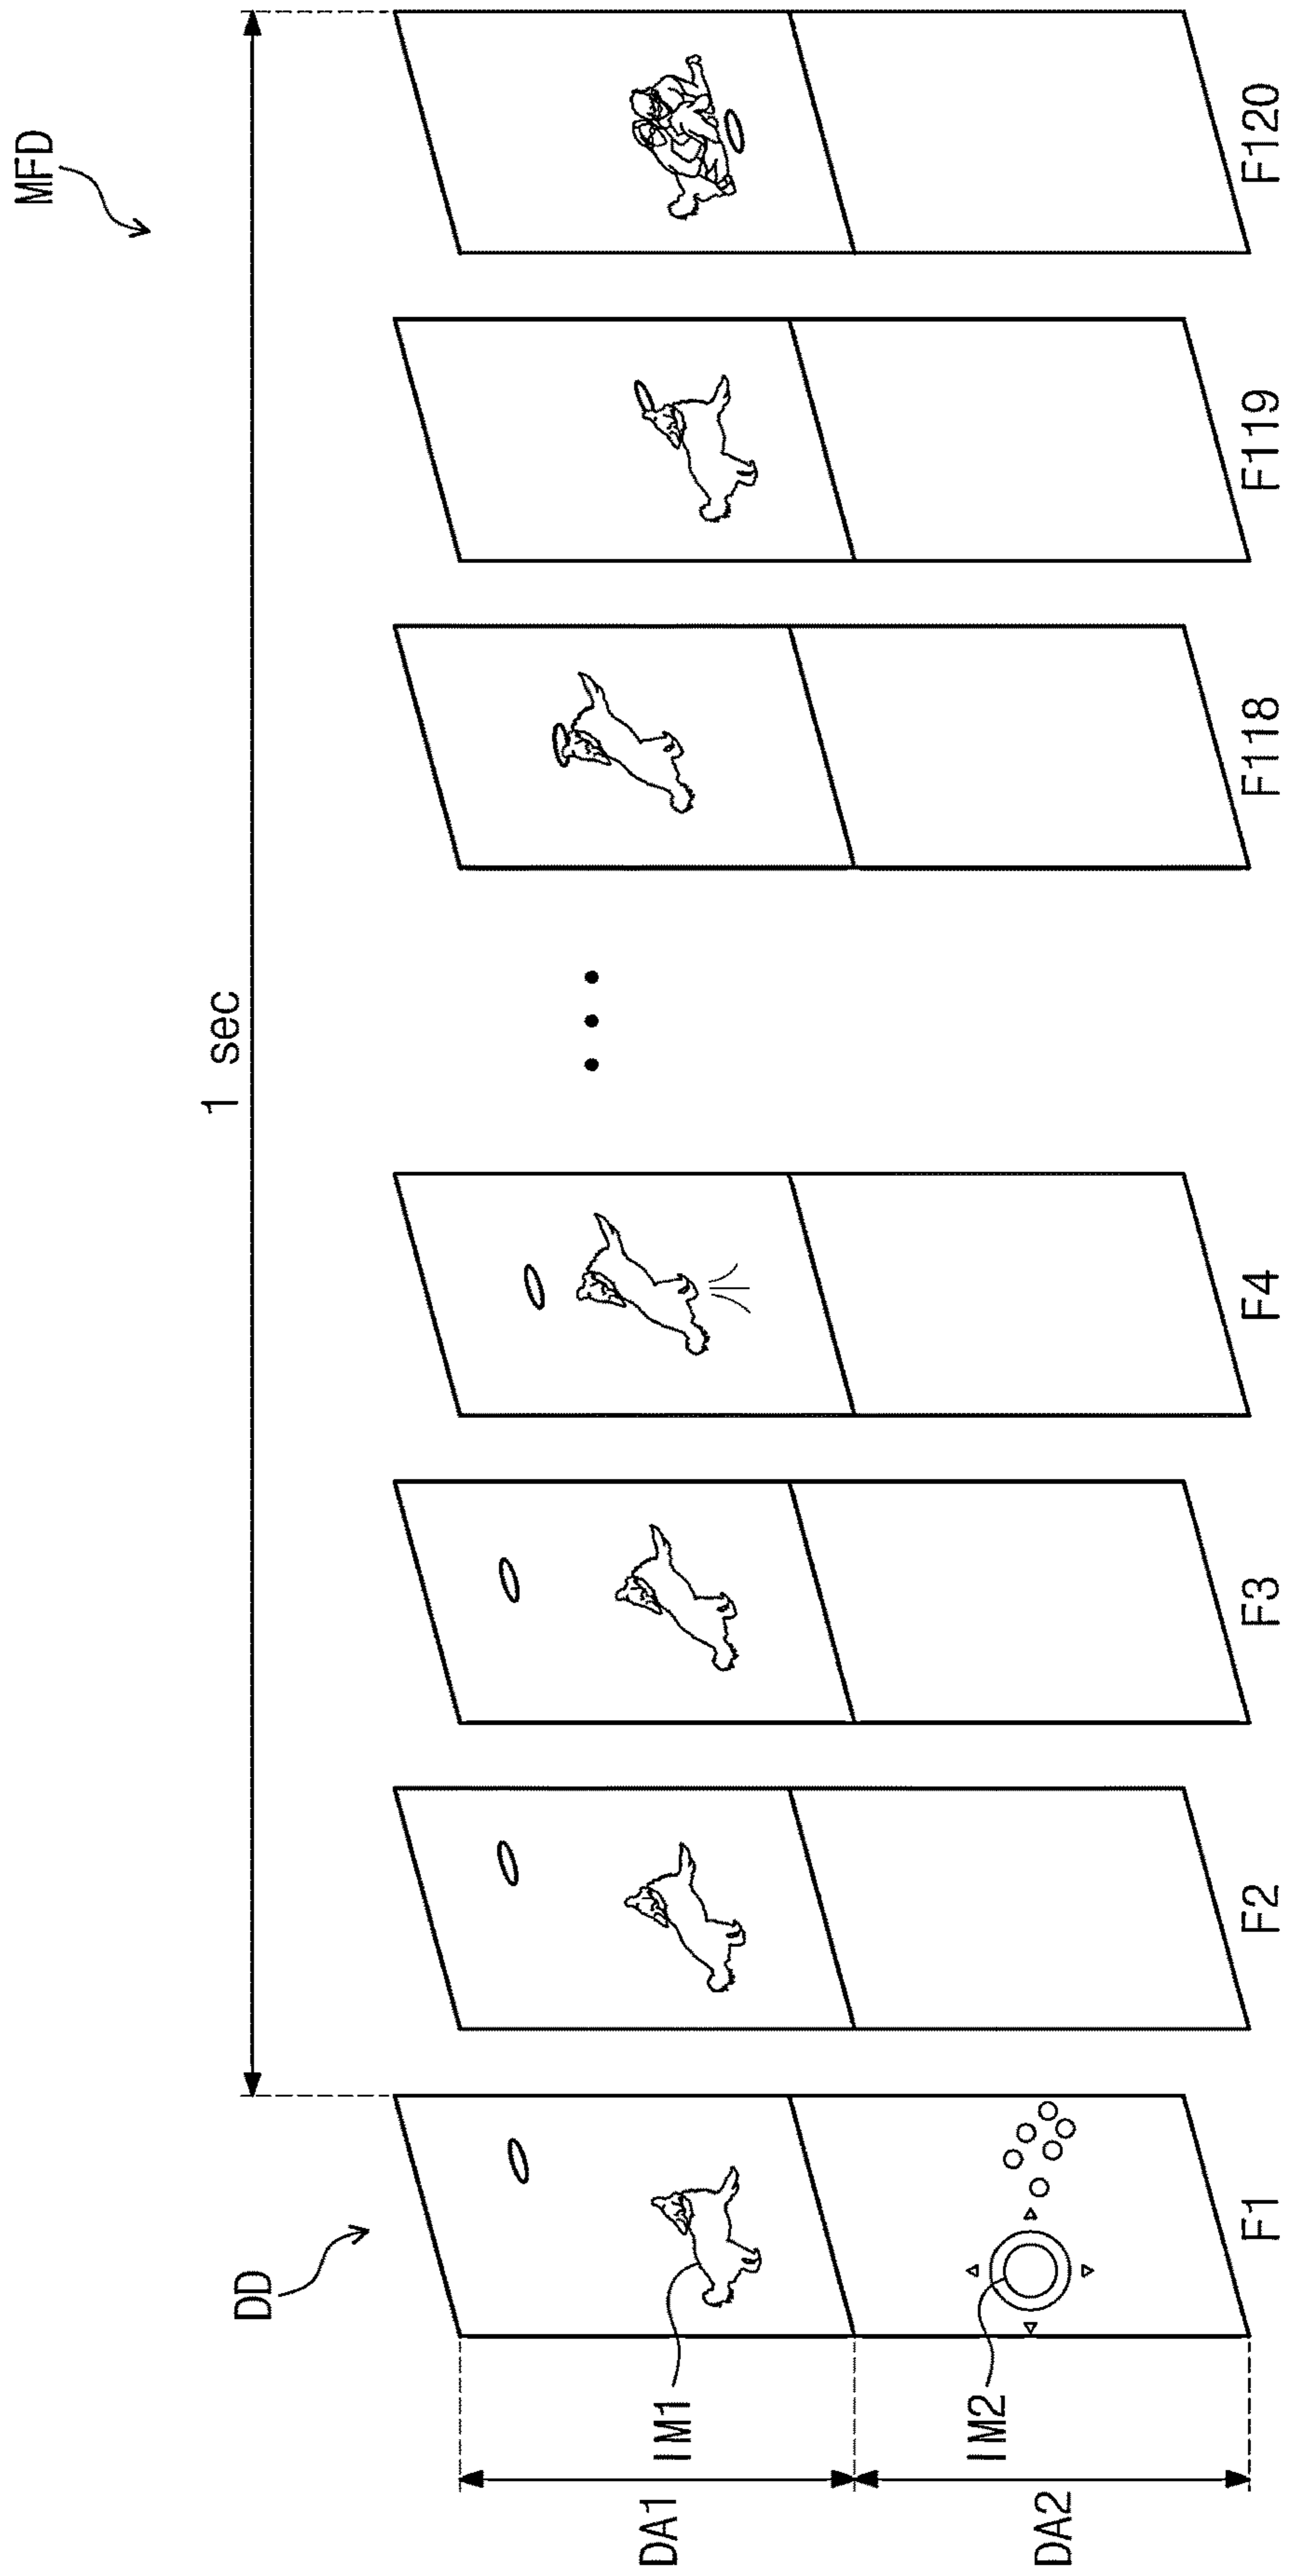 MFD
1 sec
DD
DA1
IM1
DA2
IM2
F1
F2
F3
F4
F118
F119
F120